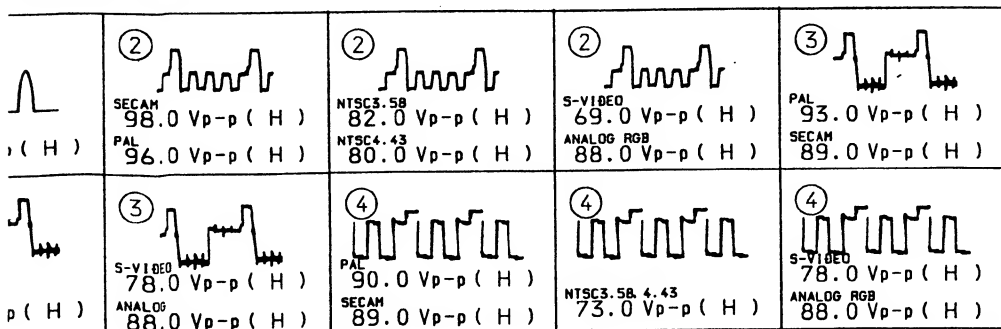 ( H )
②
SECAM
98.0 Vp-p ( H )
PAL
96.0 Vp-p ( H )
②
NTSC3.58
82.0 Vp-p ( H )
NTSC4.43
80.0 Vp-p ( H )
②
S-VIDEO
69.0 Vp-p ( H )
ANALOG RGB
88.0 Vp-p ( H )
③
PAL
93.0 Vp-p ( H )
SECAM
89.0 Vp-p ( H )
p ( H )
③
S-VIDEO
78.0 Vp-p ( H )
ANALOG
88.0 Vp-p ( H )
④
PAL
90.0 Vp-p ( H )
SECAM
89.0 Vp-p ( H )
④
NTSC3.58, 4.43
73.0 Vp-p ( H )
④
S-VIDEO
78.0 Vp-p ( H )
ANALOG RGB
88.0 Vp-p ( H )